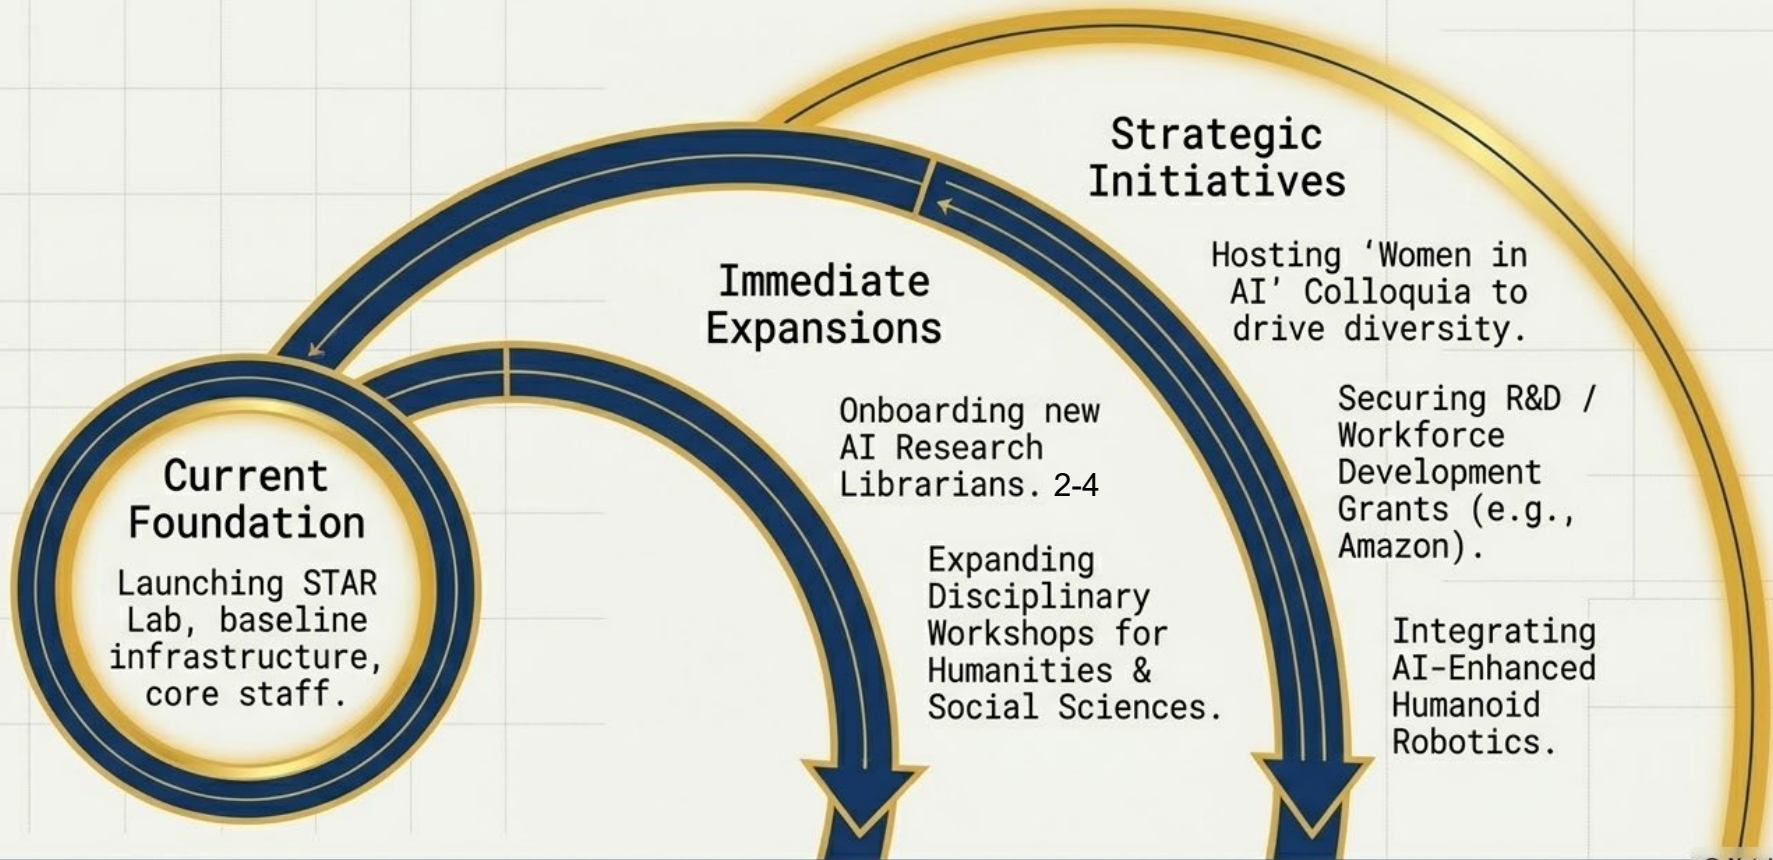 Strategic
Initiatives
Hosting ‘Women in
AI’ Colloquia to
drive diversity.
Immediate
Expansions
Securing R&D /
Workforce
Development
Grants (e.g.,
Amazon).
Onboarding new
AI Research
Librarians. 2-4
Current
Foundation
Launching STAR
Lab, baseline
infrastructure,
core staff.
Expanding
Disciplinary
Workshops for
Humanities &
Social Sciences.
Integrating
AI-Enhanced
Humanoid
Robotics.